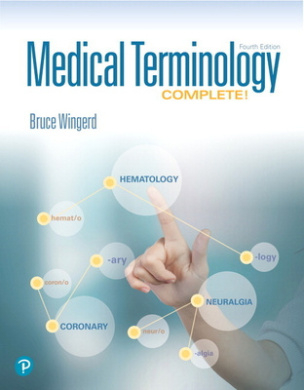 Fourth Edition
Medical Terminology
COMPLETE!
Bruce Wingerd
HEMATOLOGY
hemat/o
-ary
-logy
coron/o
NEURALGIA
CORONARY
neur/o
-algia
P